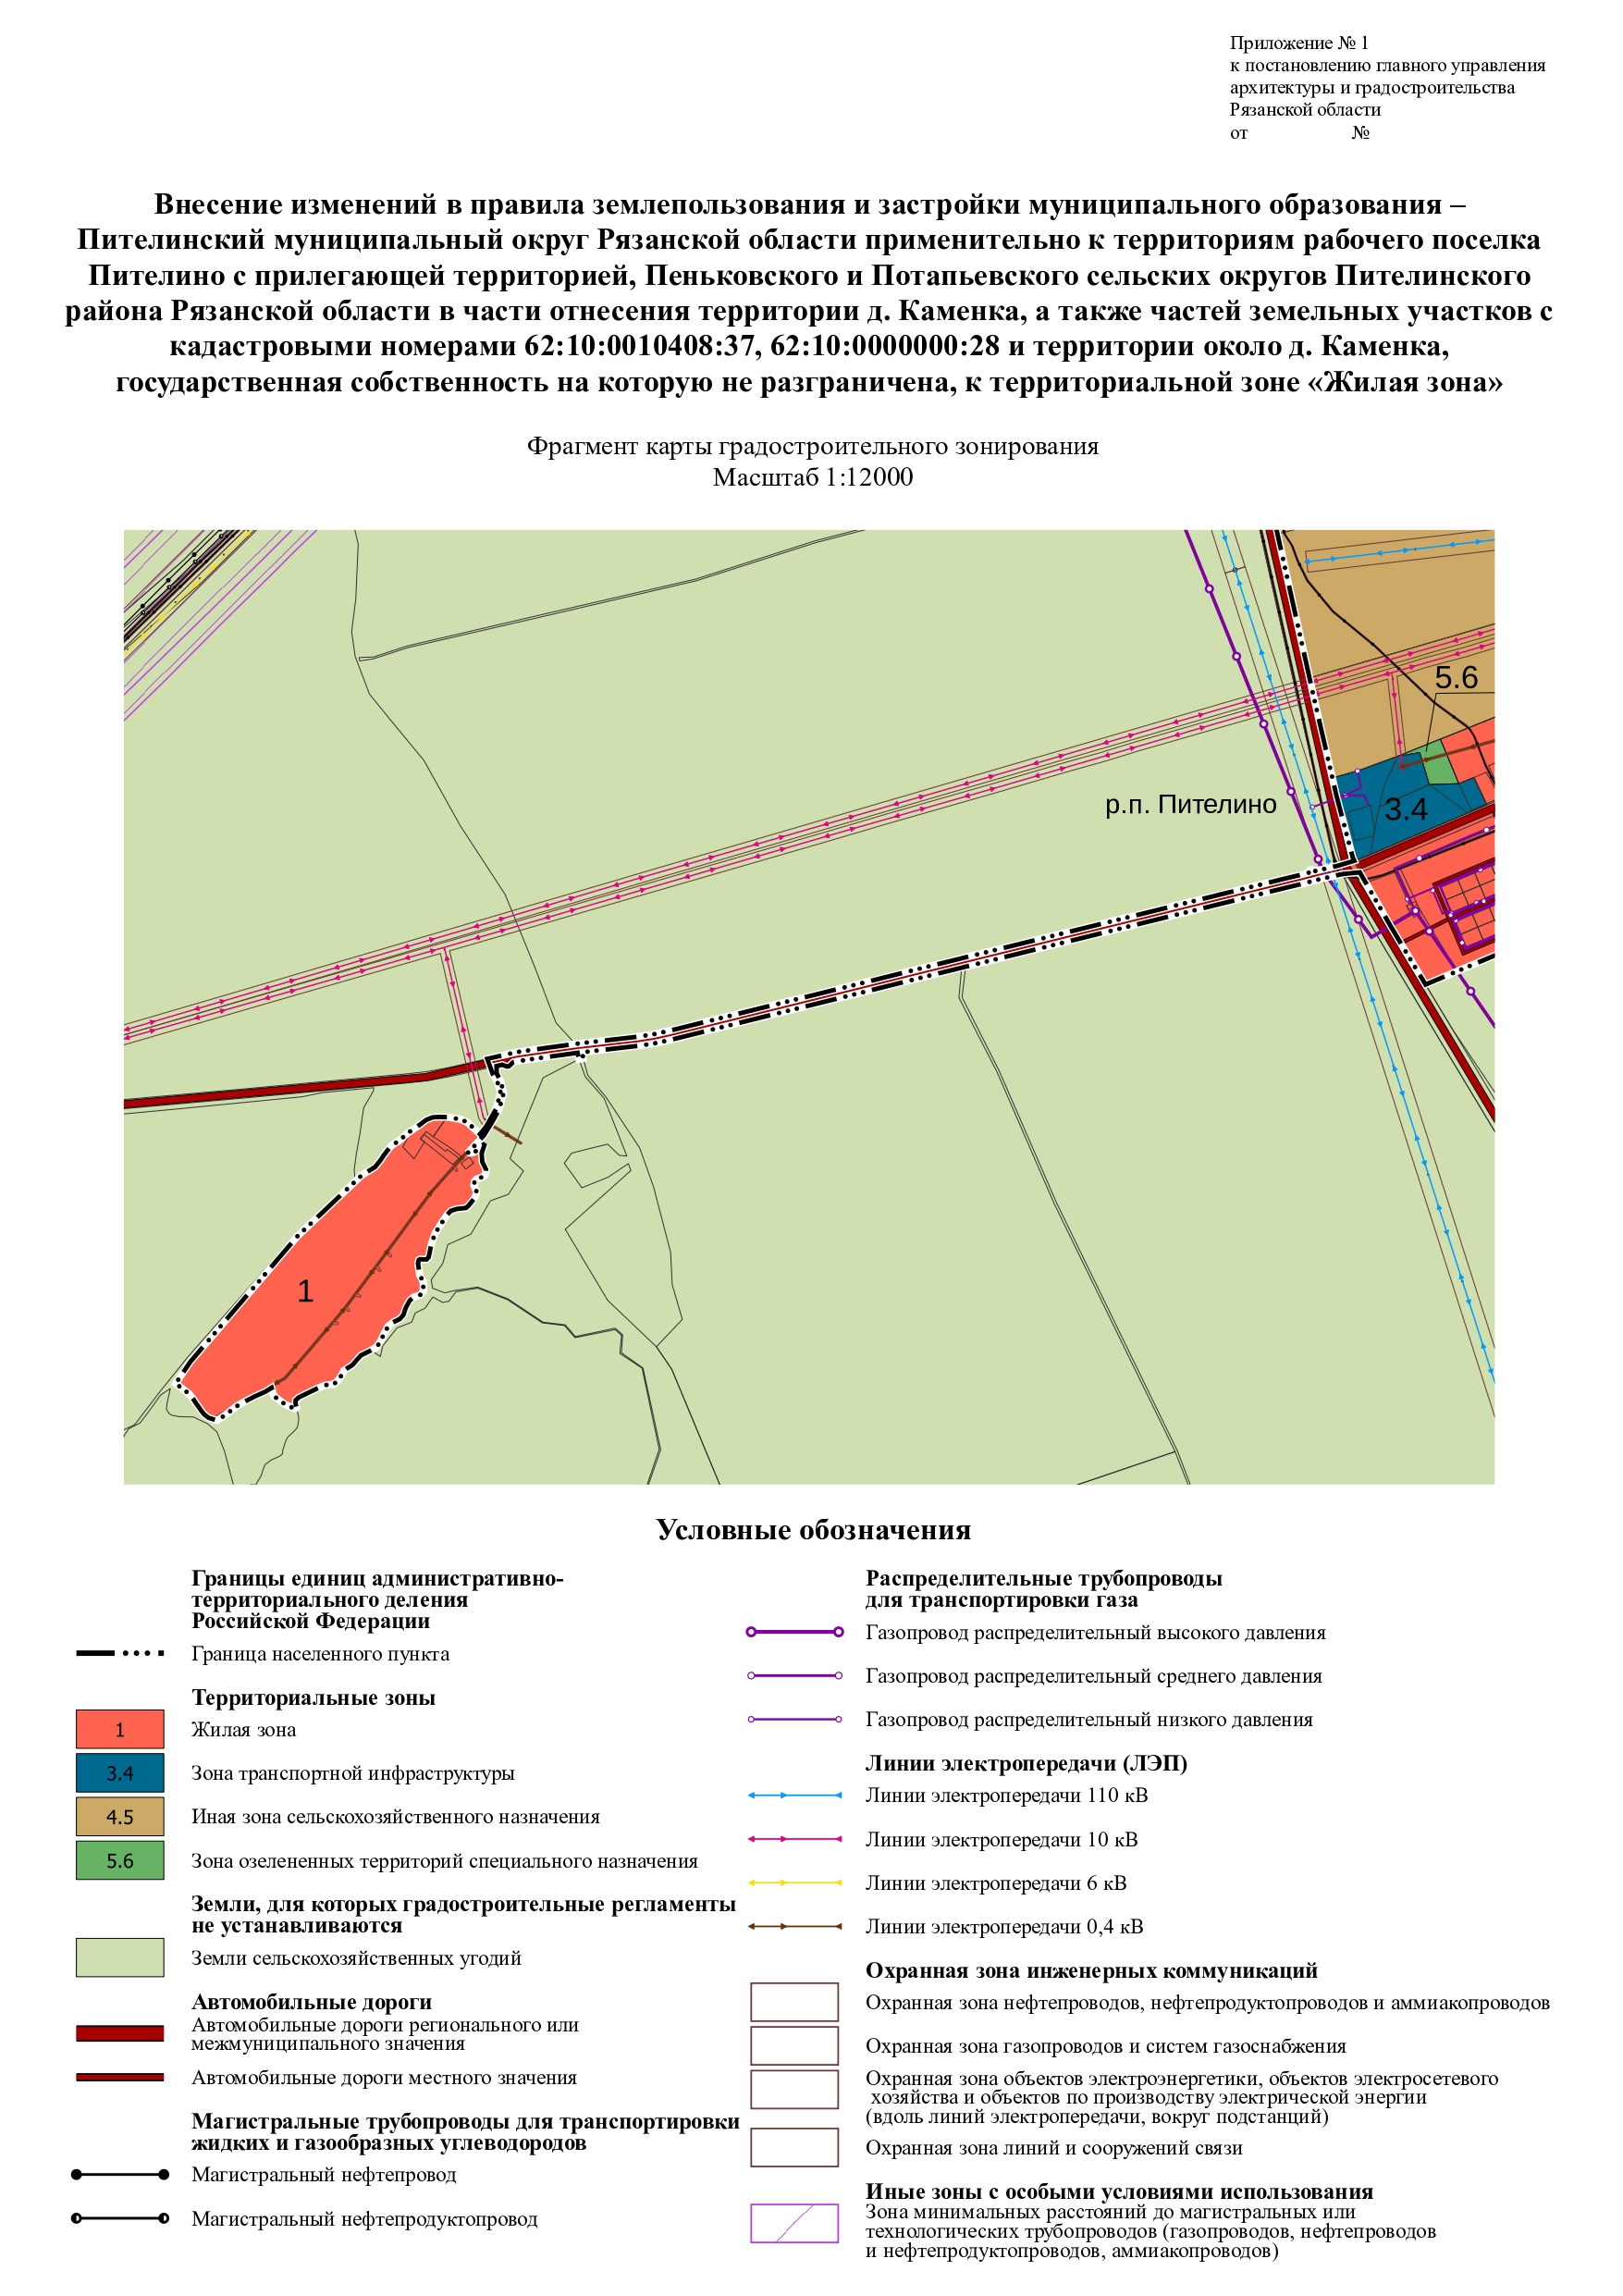 Приложение № 1
к постановлению главного управления
архитектуры и градостроительства
Рязанской области
от №
Внесение изменений в правила землепользования и застройки муниципального образования –
Пителинский муниципальный округ Рязанской области применительно к территориям рабочего поселка
Пителино с прилегающей территорией, Пеньковского и Потапьевского сельских округов Пителинского
района Рязанской области в части отнесения территории д. Каменка, а также частей земельных участков с
кадастровыми номерами 62:10:0010408:37, 62:10:0000000:28 и территории около д. Каменка,
государственная собственность на которую не разграничена, к территориальной зоне «Жилая зона»
Фрагмент карты градостроительного зонирования
Масштаб 1:12000
5.6
р.п. Пителино
3.4
1
Условные обозначения
Границы единиц административно-
территориального деления
Российской Федерации
Граница населенного пункта
Территориальные зоны
1 Жилая зона
3.4 Зона транспортной инфраструктуры
4.5 Иная зона сельскохозяйственного назначения
5.6 Зона озелененных территорий специального назначения
Земли, для которых градостроительные регламенты
не устанавливаются
Земли сельскохозяйственных угодий
Автомобильные дороги
Автомобильные дороги регионального или
межмуниципального значения
Автомобильные дороги местного значения
Магистральные трубопроводы для транспортировки
жидких и газообразных углеводородов
Магистральный нефтепровод
Магистральный нефтепродуктопровод
Распределительные трубопроводы
для транспортировки газа
Газопровод распределительный высокого давления
Газопровод распределительный среднего давления
Газопровод распределительный низкого давления
Линии электропередачи (ЛЭП)
Линии электропередачи 110 кВ
Линии электропередачи 10 кВ
Линии электропередачи 6 кВ
Линии электропередачи 0,4 кВ
Охранная зона инженерных коммуникаций
Охранная зона нефтепроводов, нефтепродуктопроводов и аммиакопроводов
Охранная зона газопроводов и систем газоснабжения
Охранная зона объектов электроэнергетики, объектов электросетевого
хозяйства и объектов по производству электрической энергии
(вдоль линий электропередачи, вокруг подстанций)
Охранная зона линий и сооружений связи
Иные зоны с особыми условиями использования
Зона минимальных расстояний до магистральных или
технологических трубопроводов (газопроводов, нефтепроводов
и нефтепродуктопроводов, аммиакопроводов)